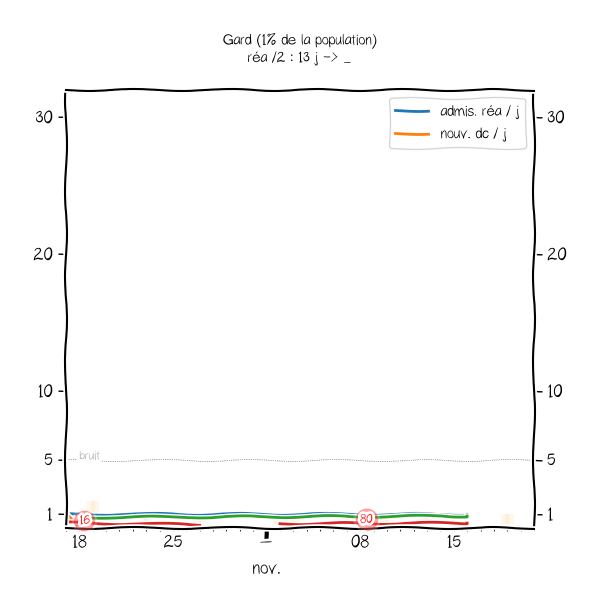 Gard (1% de la population)
réa /2 : 13 j -> _
admis. réa / j
nouv. dc / j
30
30
20
20
10
10
5
bruit
5
1
16
80
1
18
25
08
15
nov.